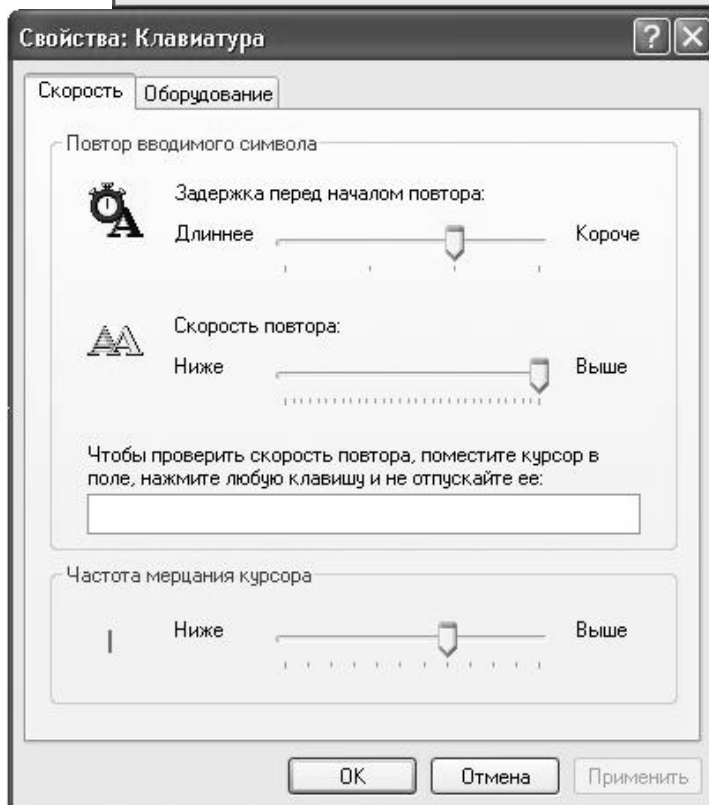 Свойства: Клавиатура
Скорость Оборудование
Повтор вводимого символа
Задержка перед началом повтора:
Длиннее Короче
Скорость повтора:
Ниже Выше
Чтобы проверить скорость повтора, поместите курсор в
поле, нажмите любую клавишу и не отпускайте ее:
Частота мерцания курсора
Ниже Выше
OK Отмена Применить